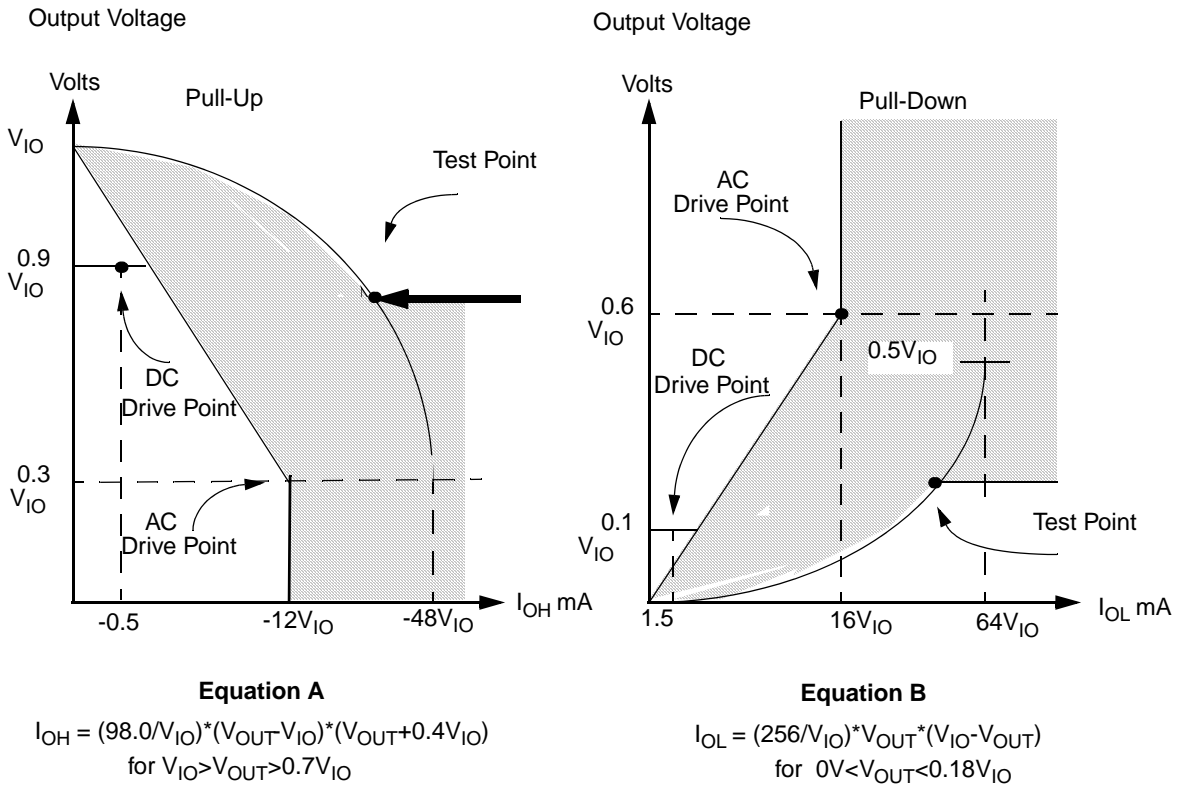 Output Voltage
Volts
Pull-Up
V_IO
Test Point
0.9
V_IO
DC
Drive Point
0.3
V_IO
AC
Drive Point
-0.5
-12V_IO
-48V_IO
I_OH mA
Equation A
I_OH = (98.0/V_IO)*(V_OUT-V_IO)*(V_OUT+0.4V_IO)
for V_IO>V_OUT>0.7V_IO
Output Voltage
Volts
Pull-Down
AC
Drive Point
0.6
V_IO
0.5V_IO
DC
Drive Point
0.1
V_IO
Test Point
1.5
16V_IO
64V_IO
I_OL mA
Equation B
I_OL = (256/V_IO)*V_OUT*(V_IO-V_OUT)
for 0V<V_OUT<0.18V_IO